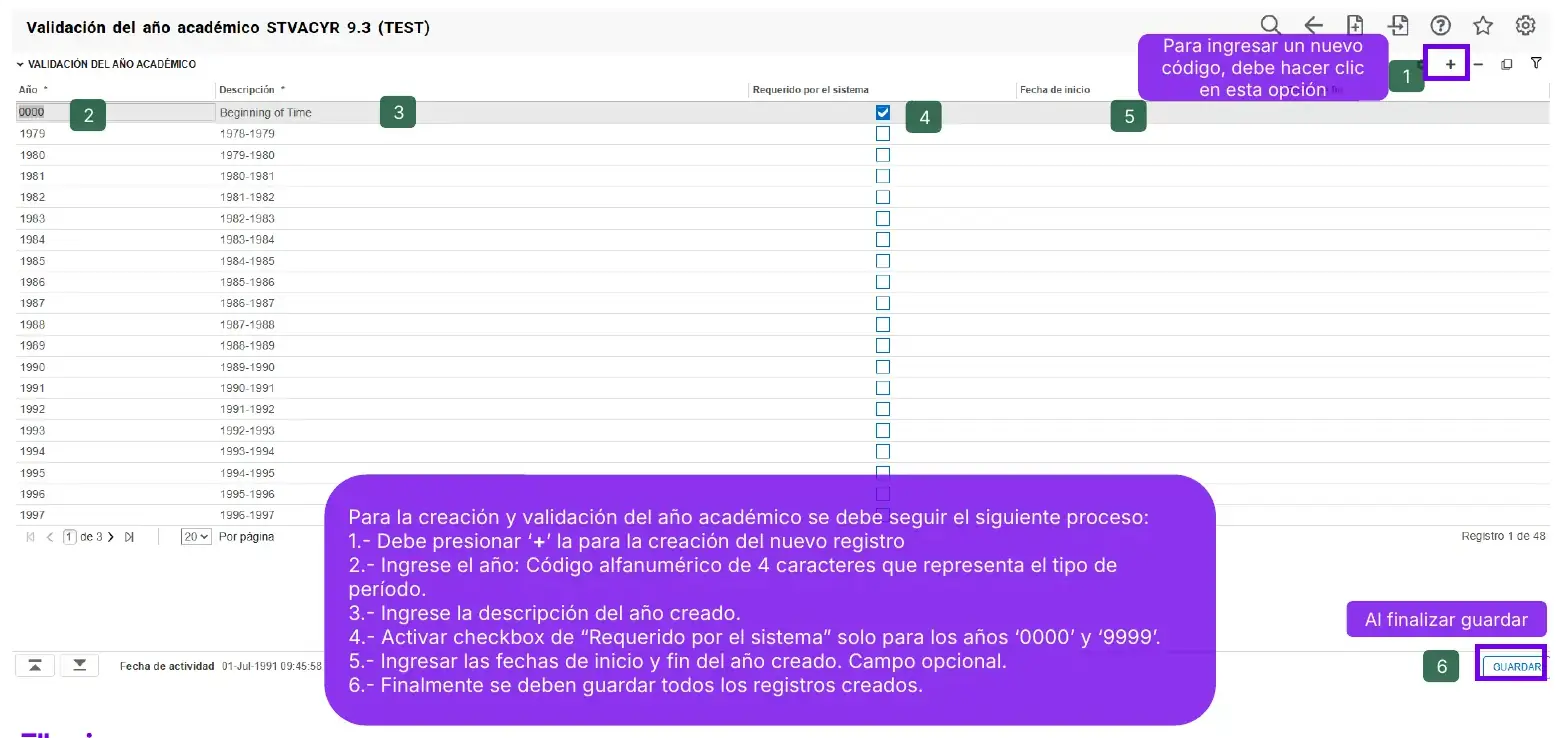 Validación del año académico STVACYR 9.3 (TEST)
Para ingresar un nuevo
código, debe hacer clic
en esta opción
1
VALIDACIÓN DEL AÑO ACADÉMICO
Año * Descripción * Requerido por el sistema Fecha de inicio
0000 2 Beginning of Time 3 4 5
1979 1978-1979
1980 1979-1980
1981 1980-1981
1982 1981-1982
1983 1982-1983
1984 1983-1984
1985 1984-1985
1986 1985-1986
1987 1986-1987
1988 1987-1988
1989 1988-1989
1990 1989-1990
1991 1990-1991
1992 1991-1992
1993 1992-1993
1994 1993-1994
1995 1994-1995
1996 1995-1996
1997 1996-1997
1 de 3 20 Por página Registro 1 de 48
Para la creación y validación del año académico se debe seguir el siguiente proceso:
1.- Debe presionar ‘+’ la para la creación del nuevo registro
2.- Ingrese el año: Código alfanumérico de 4 caracteres que representa el tipo de
período.
3.- Ingrese la descripción del año creado.
4.- Activar checkbox de “Requerido por el sistema” solo para los años ‘0000’ y ‘9999’.
5.- Ingresar las fechas de inicio y fin del año creado. Campo opcional.
6.- Finalmente se deben guardar todos los registros creados.
Al finalizar guardar
Fecha de actividad 01-Jul-1991 09:45:58
6 GUARDAR